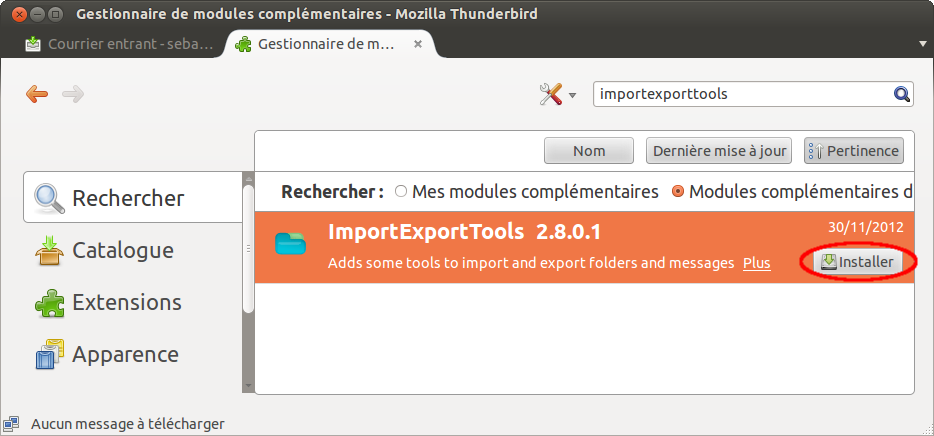 Gestionnaire de modules complémentaires - Mozilla Thunderbird
Courrier entrant - seba...
Gestionnaire de m...
importexporttools
Nom
Dernière mise à jour
Pertinence
Rechercher
Catalogue
Extensions
Apparence
Rechercher : Mes modules complémentaires Modules complémentaires d
ImportExportTools 2.8.0.1
30/11/2012
Adds some tools to import and export folders and messages Plus
Installer
Aucun message à télécharger